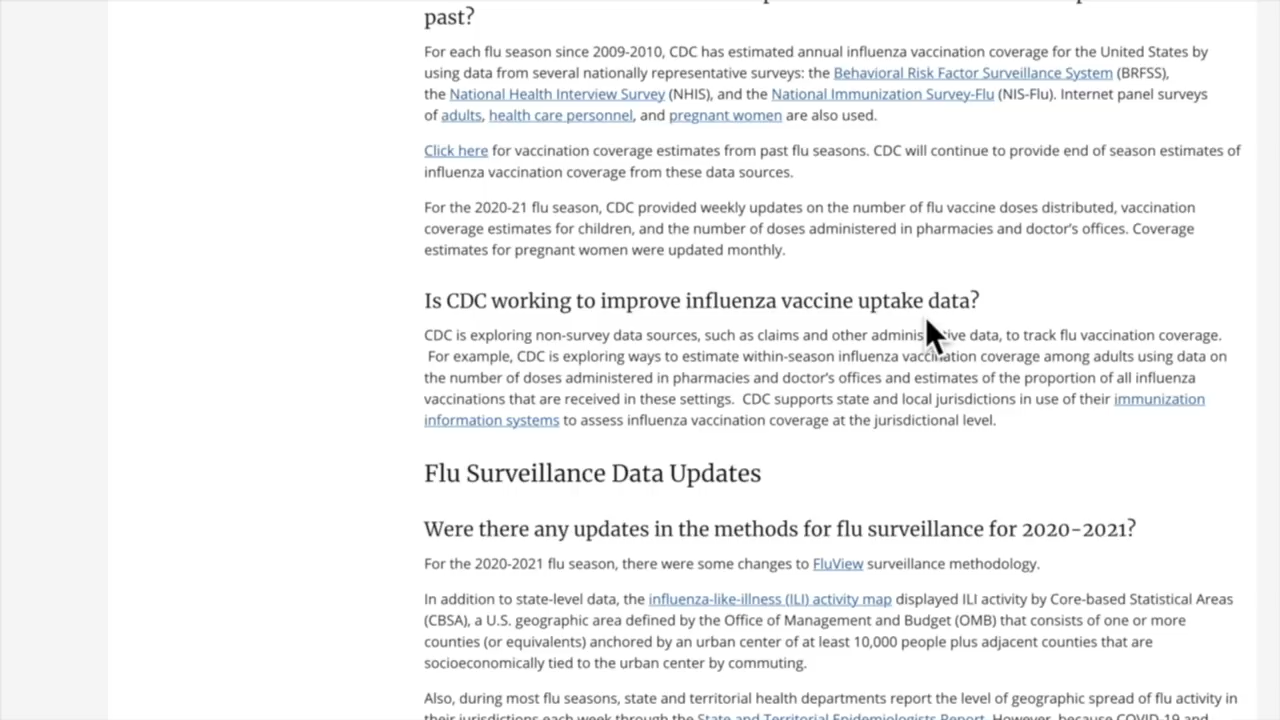 past?
For each flu season since 2009-2010, CDC has estimated annual influenza vaccination coverage for the United States by
using data from several nationally representative surveys: the Behavioral Risk Factor Surveillance System (BRFSS),
the National Health Interview Survey (NHIS), and the National Immunization Survey-Flu (NIS-Flu). Internet panel surveys
of adults, health care personnel, and pregnant women are also used.
Click here for vaccination coverage estimates from past flu seasons. CDC will continue to provide end of season estimates of
influenza vaccination coverage from these data sources.
For the 2020-21 flu season, CDC provided weekly updates on the number of flu vaccine doses distributed, vaccination
coverage estimates for children, and the number of doses administered in pharmacies and doctor's offices. Coverage
estimates for pregnant women were updated monthly.
Is CDC working to improve influenza vaccine uptake data?
CDC is exploring non-survey data sources, such as claims and other administrative data, to track flu vaccination coverage.
For example, CDC is exploring ways to estimate within-season influenza vaccination coverage among adults using data on
the number of doses administered in pharmacies and doctor's offices and estimates of the proportion of all influenza
vaccinations that are received in these settings. CDC supports state and local jurisdictions in use of their immunization
information systems to assess influenza vaccination coverage at the jurisdictional level.
Flu Surveillance Data Updates
Were there any updates in the methods for flu surveillance for 2020-2021?
For the 2020-2021 flu season, there were some changes to FluView surveillance methodology.
In addition to state-level data, the influenza-like-illness (ILI) activity map displayed ILI activity by Core-based Statistical Areas
(CBSA), a U.S. geographic area defined by the Office of Management and Budget (OMB) that consists of one or more
counties (or equivalents) anchored by an urban center of at least 10,000 people plus adjacent counties that are
socioeconomically tied to the urban center by commuting.
Also, during most flu seasons, state and territorial health departments report the level of geographic spread of flu activity in
their jurisdictions each week through the State and Territorial Epidemiologists Report. However, because COVID-19 and